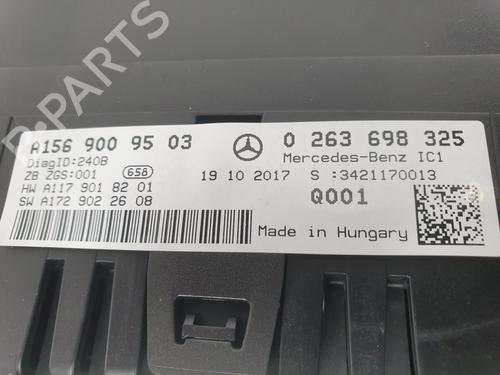 B-PARTS
A156 900 95 03
0 263 698 325
DiagID:240B
Mercedes-Benz IC1
ZB ZGS:001 658
19 10 2017 S :3421170013
HW A117 901 82 01
Q001
SW A172 902 26 08
Made in Hungary